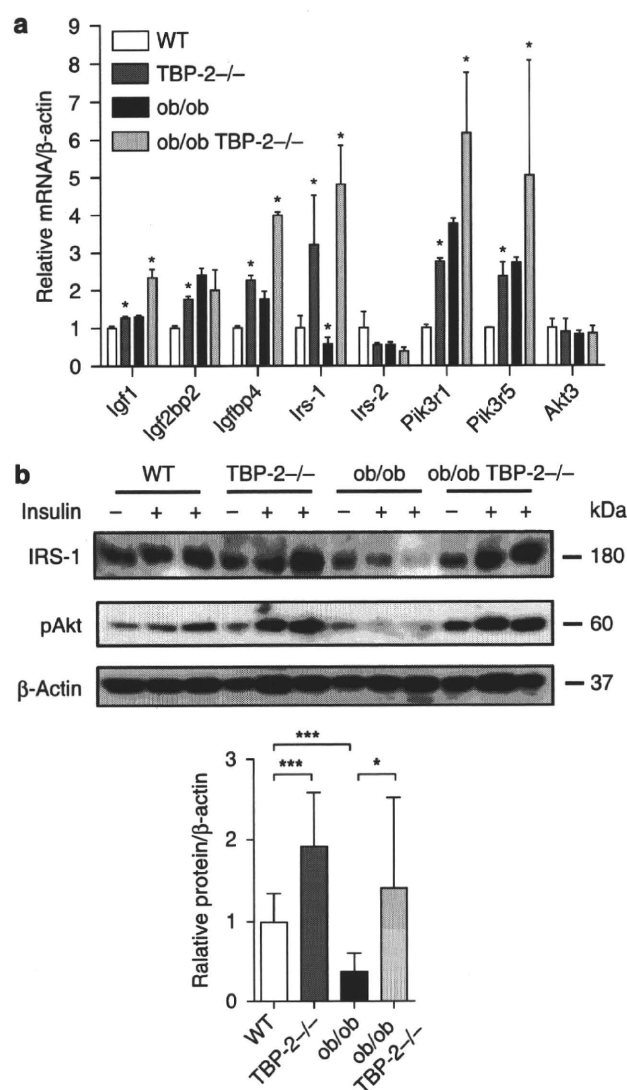 a
9
8
7
6
5
4
3
2
1
0
Relative mRNA/β-actin
WT
TBP-2–/–
ob/ob
ob/ob TBP-2–/–
* * * * * * * * * * * *
Igf1 Igf2bp2 Igfbp4 Irs-1 Irs-2 Pik3r1 Pik3r5 Akt3
b
WT TBP-2–/– ob/ob ob/ob TBP-2–/–
Insulin – + + – + + – + + – + + kDa
IRS-1 180
pAkt 60
β-Actin 37
3
2
1
0
Ralative protein/β-actin
***
*** *
WT TBP-2–/– ob/ob ob/ob TBP-2–/–